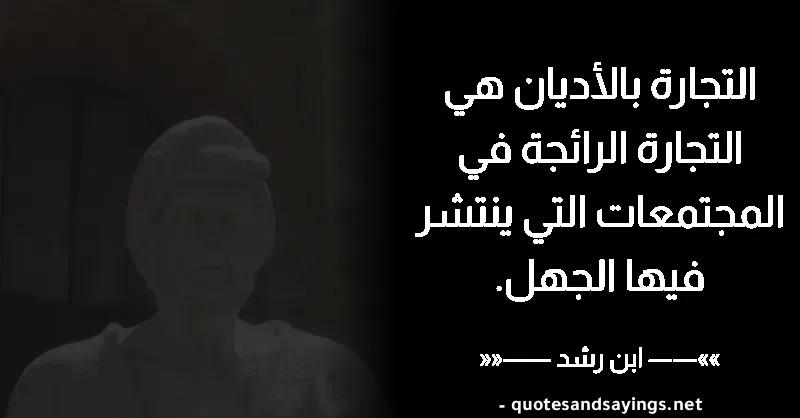 التجارة بالأديان هي
التجارة الرائجة في
المجتمعات التي ينتشر
فيها الجهل.
»»—— ابن رشد ——««
- quotesandsayings.net